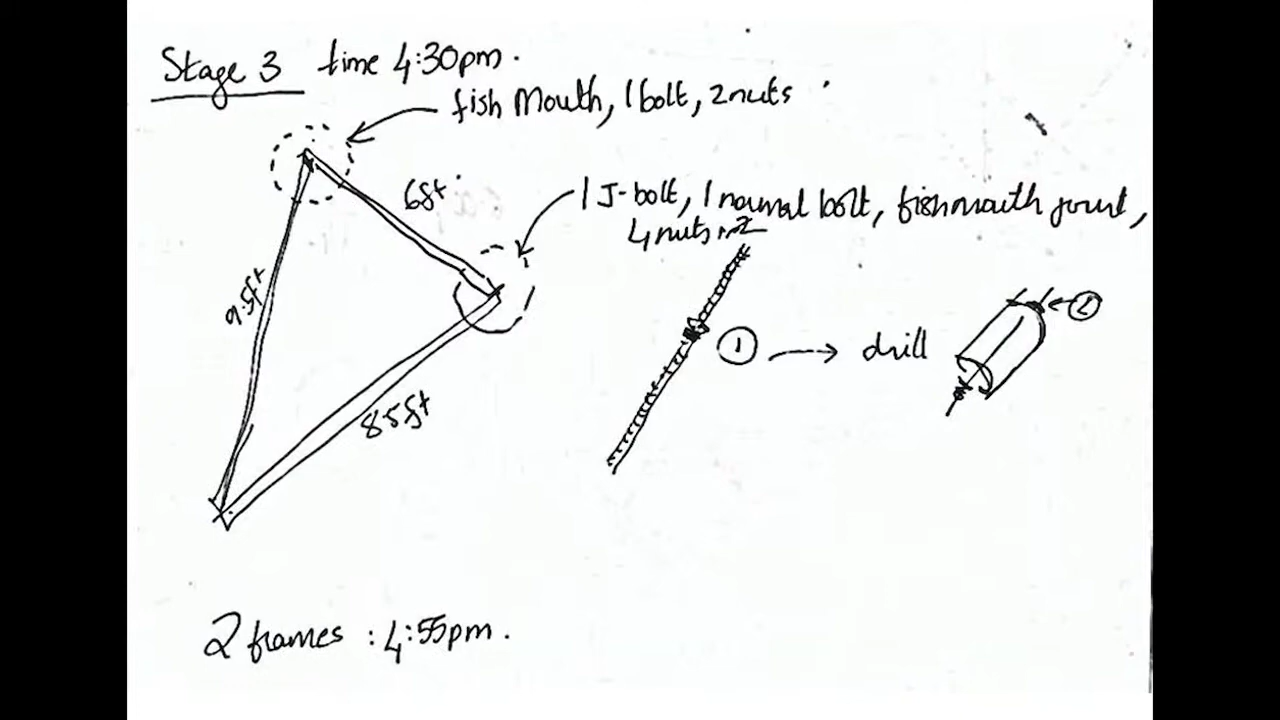 Stage 3 time 4:30pm.
fish Mouth, 1 bolt, 2 nuts
6ft
1 J-bolt, 1 normal bolt, fishmouth joint,
4 nuts
9.5ft
1 → drill
2
8.5ft
2 frames : 4:55pm.